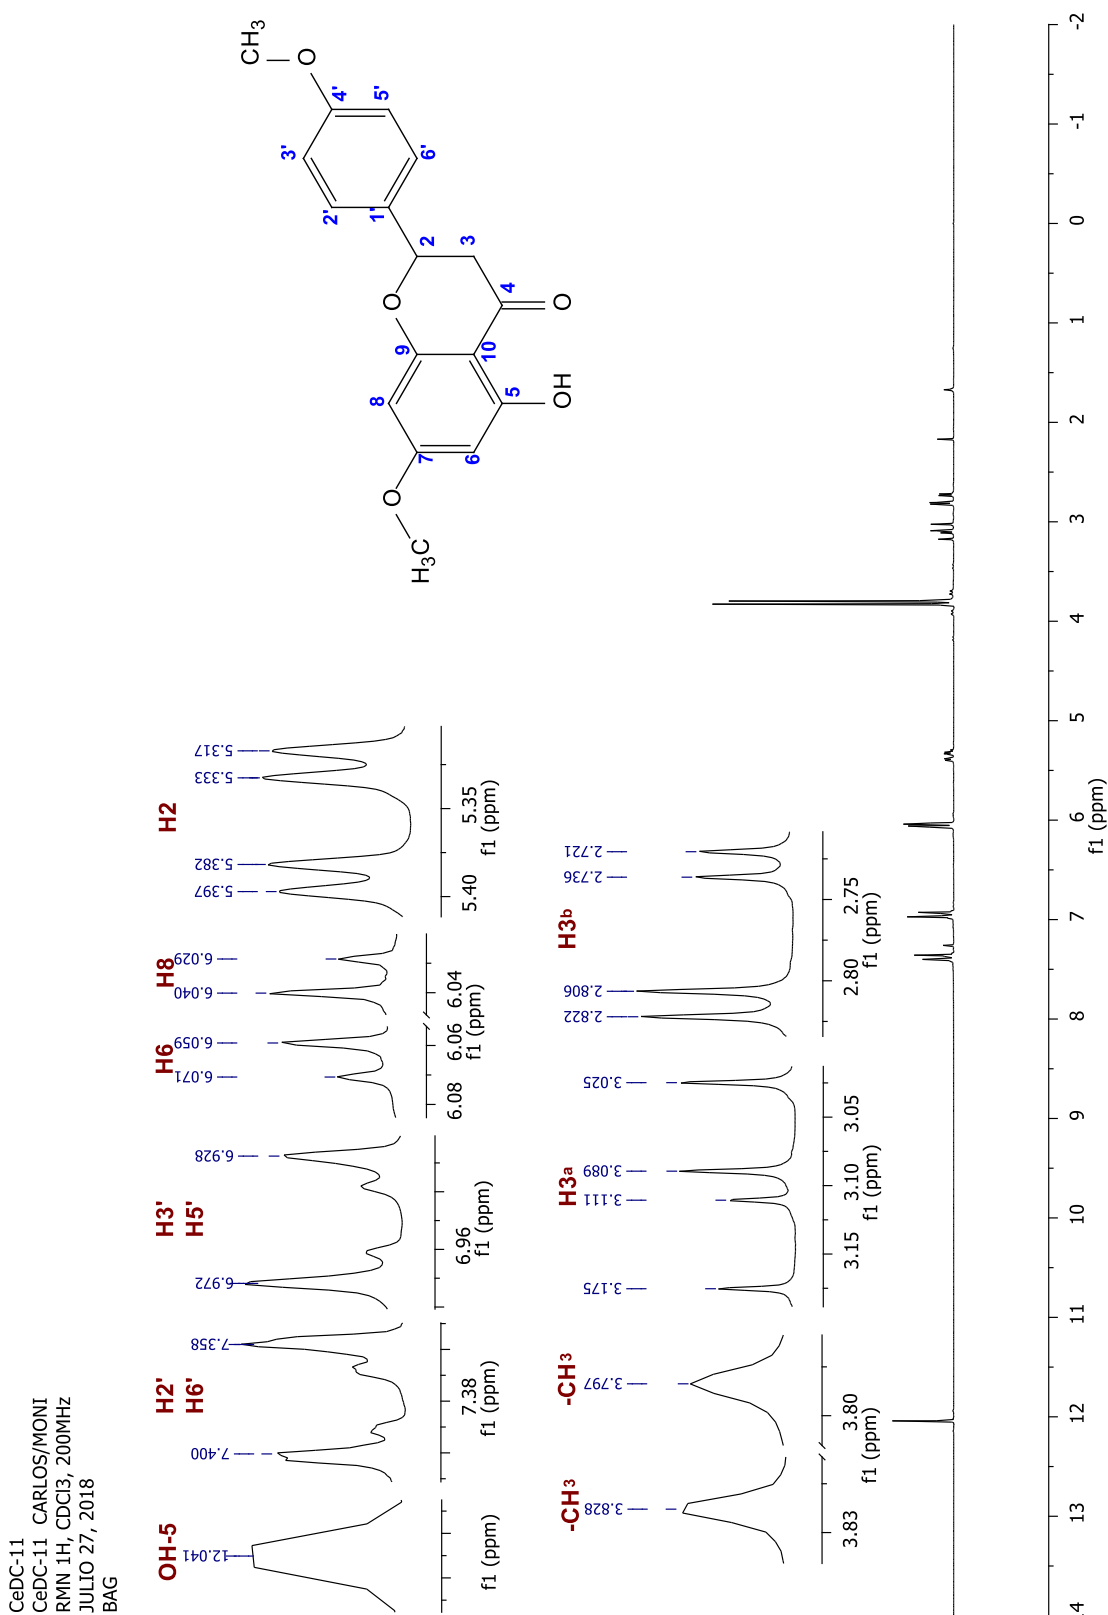 CeDC-11
CeDC-11 CARLOS/MONI
RMN 1H, CDCl3, 200MHz
JULIO 27, 2018
BAG
CH3
O
4'
5'
3'
6'
2'
1'
2
3
O
4
O
9
10
8
5
OH
7
6
O
H3C
OH-5
12.041
f1 (ppm)
H2'
H6'
7.400
7.358
7.38
f1 (ppm)
H3'
H5'
6.972
6.928
6.96
f1 (ppm)
H6
H8
6.071
6.059
6.040
6.029
6.08
6.06
6.04
f1 (ppm)
H2
5.397
5.382
5.333
5.317
5.40
5.35
f1 (ppm)
-CH3
-CH3
3.828
3.797
3.83
3.80
f1 (ppm)
H3a
3.175
3.111
3.089
3.025
3.15
3.10
3.05
f1 (ppm)
H3b
2.822
2.806
2.736
2.721
2.80
2.75
f1 (ppm)
4
13
12
11
10
9
8
7
6
5
4
3
2
1
0
-1
-2
f1 (ppm)